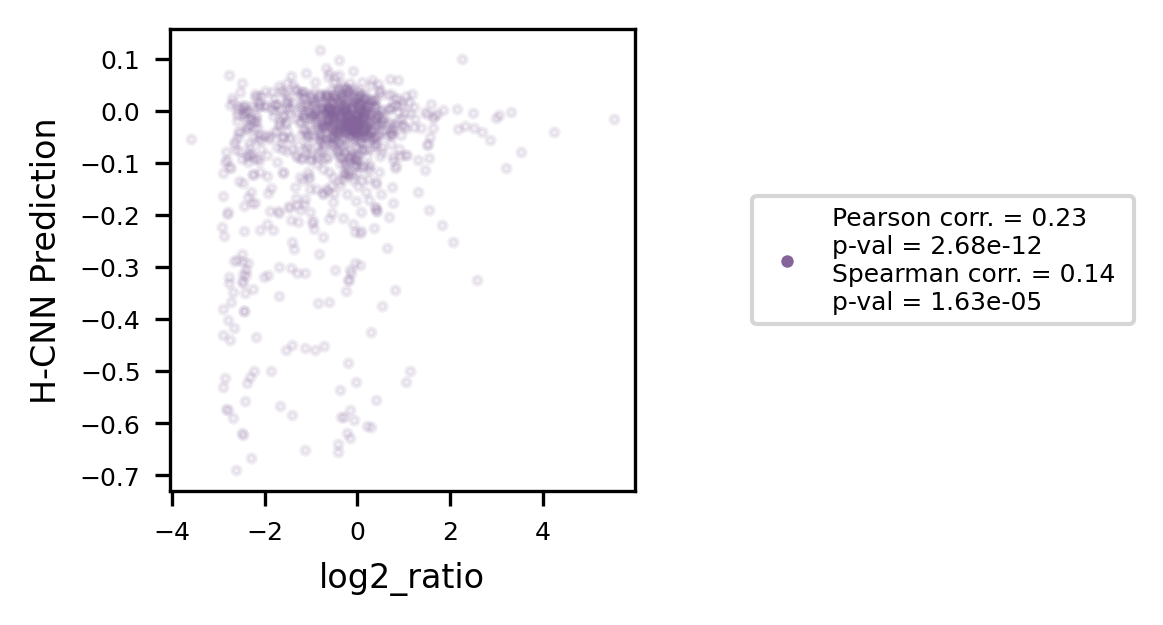 0.1
0.0
−0.1
−0.2
−0.3
−0.4
−0.5
−0.6
−0.7
H-CNN Prediction
−4
−2
0
2
4
log2_ratio
Pearson corr. = 0.23
p-val = 2.68e-12
Spearman corr. = 0.14
p-val = 1.63e-05